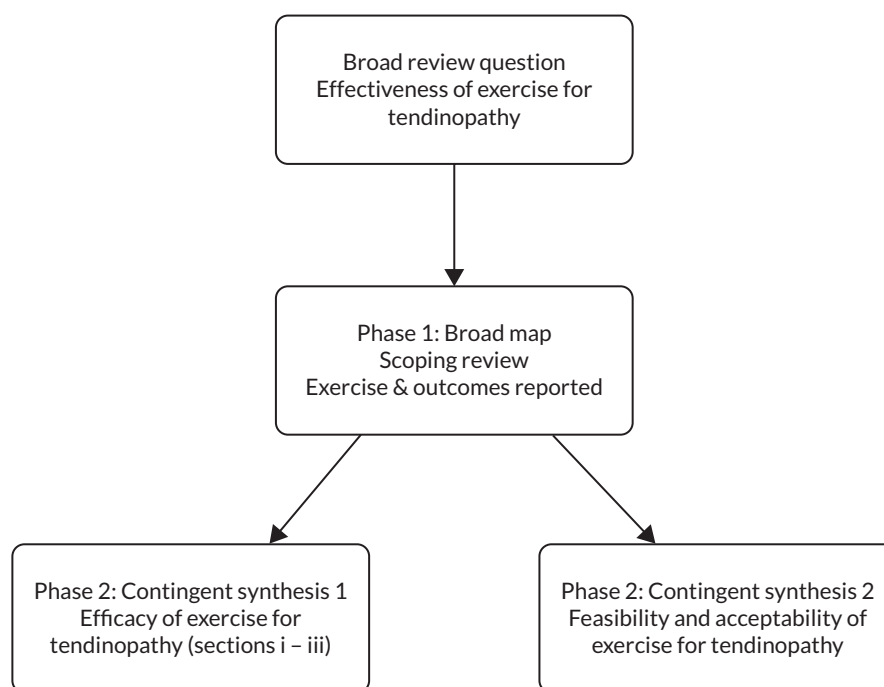 Broad review question
Effectiveness of exercise for
tendinopathy
Phase 1: Broad map
Scoping review
Exercise & outcomes reported
Phase 2: Contingent synthesis 1
Efficacy of exercise for
tendinopathy (sections i – iii)
Phase 2: Contingent synthesis 2
Feasibility and acceptability of
exercise for tendinopathy